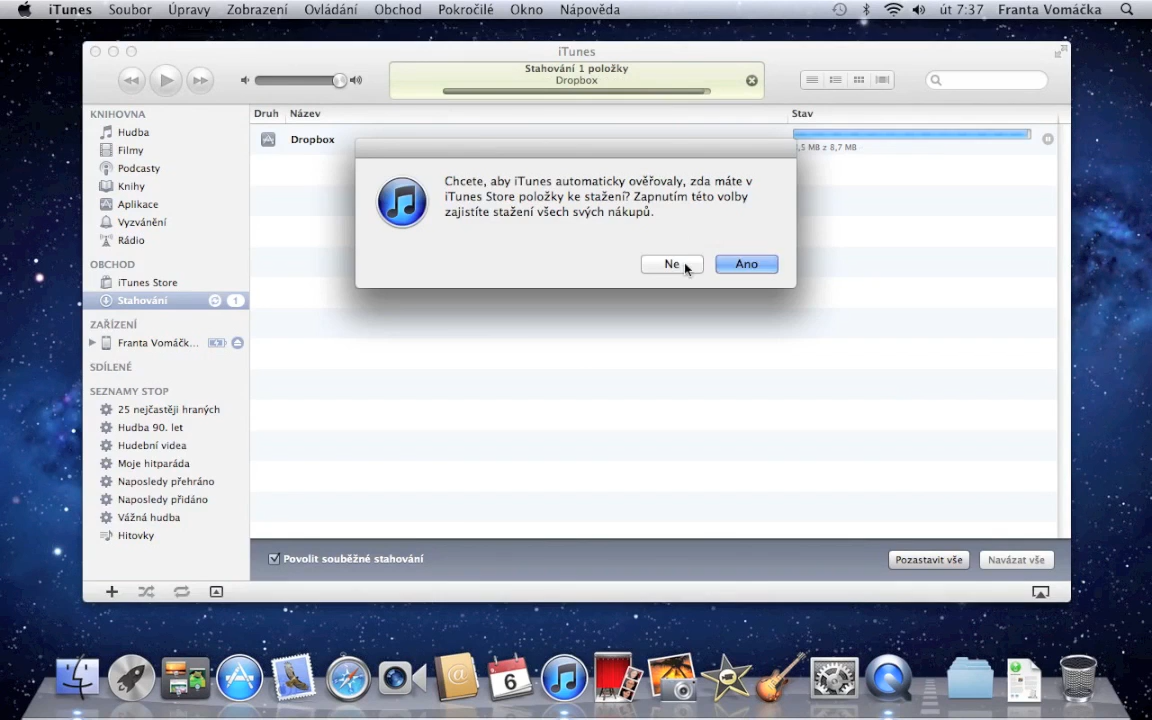 iTunes Soubor Úpravy Zobrazení Ovládání Obchod Pokročilé Okno Nápověda út 7:37 Franta Vomáčka
iTunes
Stahování 1 položky
Dropbox
KNIHOVNA
Hudba
Filmy
Podcasty
Knihy
Aplikace
Vyzvánění
Rádio
OBCHOD
iTunes Store
Stahování 1
ZAŘÍZENÍ
Franta Vomáčk...
SDÍLENÉ
SEZNAMY STOP
25 nejčastěji hraných
Hudba 90. let
Hudební videa
Moje hitparáda
Naposledy přehráno
Naposledy přidáno
Vážná hudba
Hitovky
Druh Název Stav
Dropbox
,5 MB z 8,7 MB
Chcete, aby iTunes automaticky ověřovaly, zda máte v
iTunes Store položky ke stažení? Zapnutím této volby
zajistíte stažení všech svých nákupů.
Ne Ano
Povolit souběžné stahování
Pozastavit vše Navázat vše
6